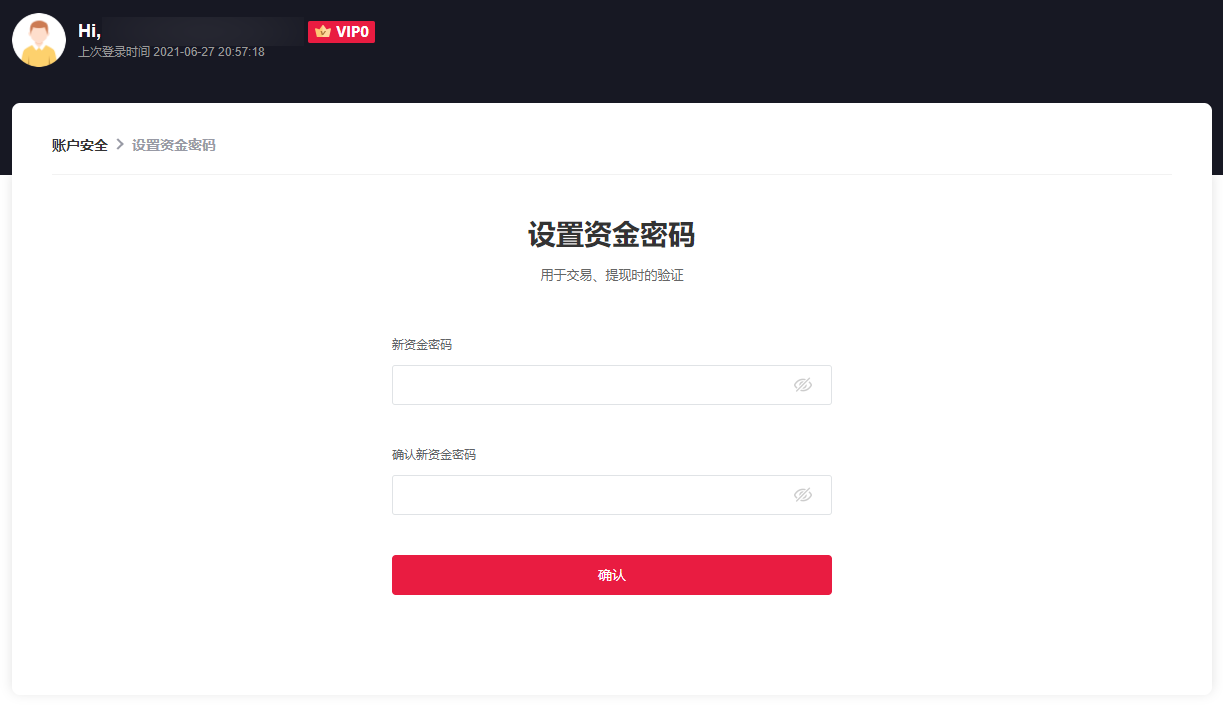 Hi,
VIP0
上次登录时间 2021-06-27 20:57:18
账户安全 > 设置资金密码
设置资金密码
用于交易、提现时的验证
新资金密码
确认新资金密码
确认